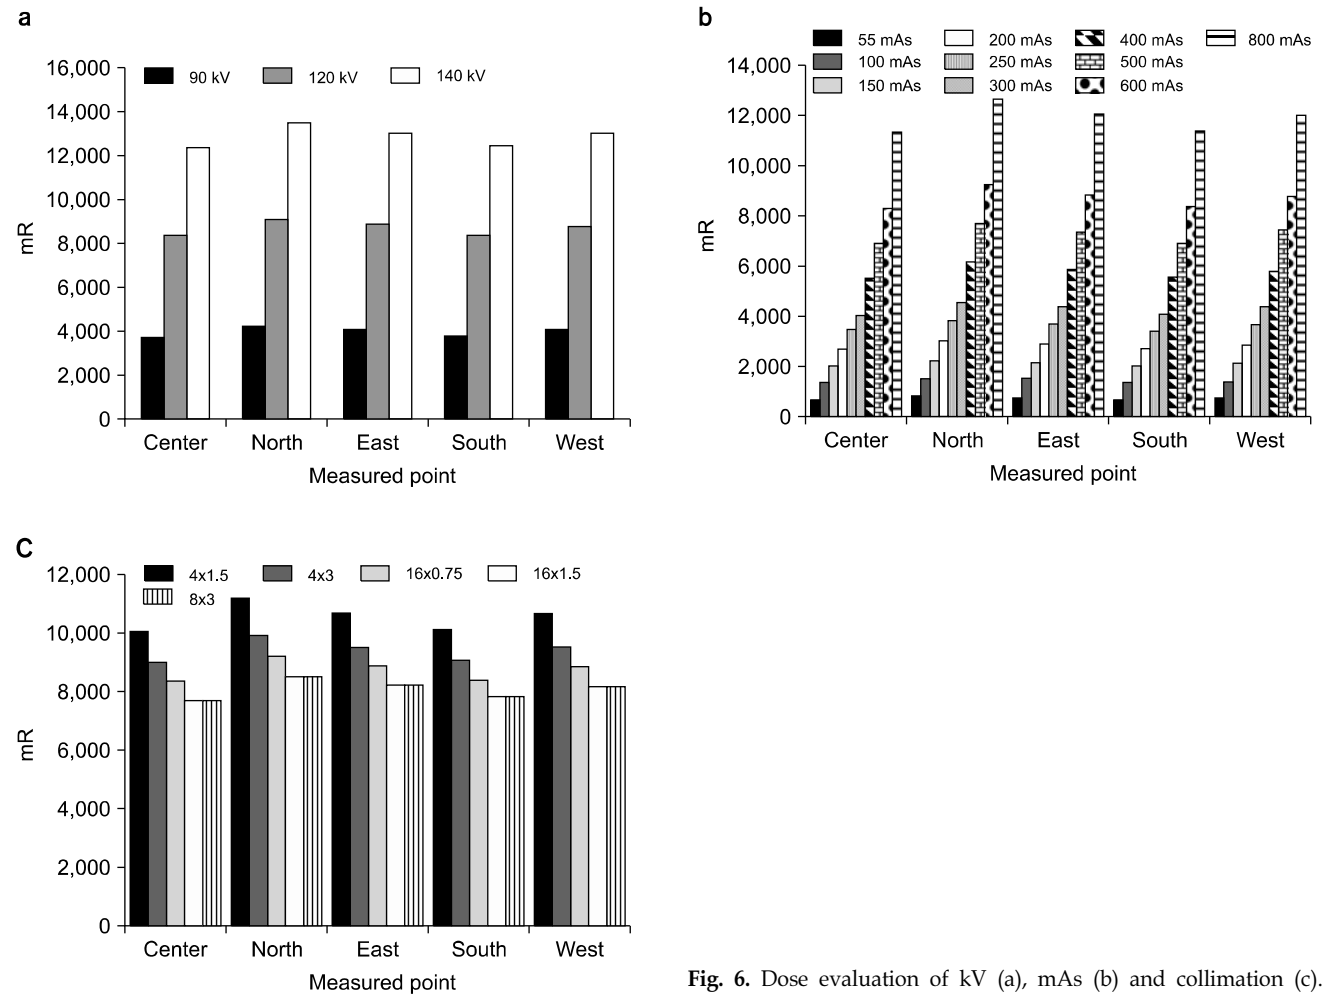 a
16,000
14,000
12,000
10,000
8,000
6,000
4,000
2,000
0
mR
90 kV 120 kV 140 kV
Center North East South West
Measured point
b
55 mAs 200 mAs 400 mAs 800 mAs
100 mAs 250 mAs 500 mAs
150 mAs 300 mAs 600 mAs
14,000
12,000
10,000
8,000
6,000
4,000
2,000
0
mR
Center North East South West
Measured point
C
12,000
10,000
8,000
6,000
4,000
2,000
0
mR
4x1.5 4x3 16x0.75 16x1.5
8x3
Center North East South West
Measured point
Fig. 6. Dose evaluation of kV (a), mAs (b) and collimation (c).